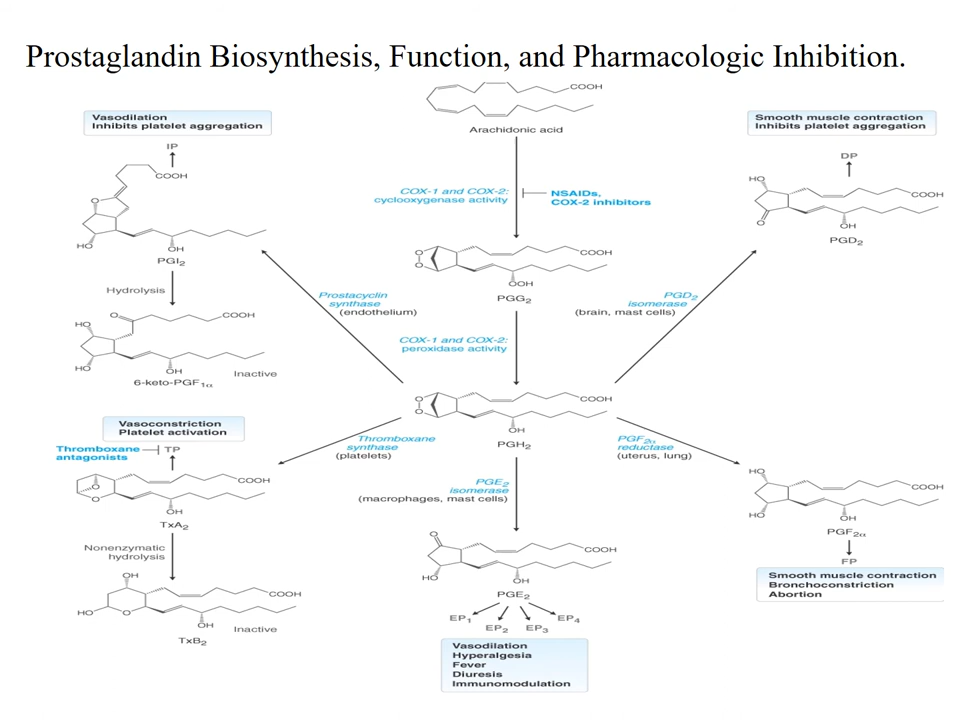 Prostaglandin Biosynthesis, Function, and Pharmacologic Inhibition.
COOH
Arachidonic acid
COX-1 and COX-2:
cyclooxygenase activity
NSAIDs,
COX-2 inhibitors
O
O
COOH
OOH
PGG2
COX-1 and COX-2:
peroxidase activity
O
O
COOH
OH
PGH2
Vasodilation
Inhibits platelet aggregation
IP
COOH
O
HO
OH
PGI2
Hydrolysis
O
COOH
HO
HO
OH
Inactive
6-keto-PGF1α
Prostacyclin
synthase
(endothelium)
Smooth muscle contraction
Inhibits platelet aggregation
DP
HO
COOH
O
OH
PGD2
PGD2
isomerase
(brain, mast cells)
Vasoconstriction
Platelet activation
Thromboxane
antagonists
TP
O
O
COOH
OH
TxA2
Thromboxane
synthase
(platelets)
Nonenzymatic
hydrolysis
OH
COOH
HO
O
OH
Inactive
TxB2
PGE2
isomerase
(macrophages, mast cells)
O
COOH
HO
OH
PGE2
EP1
EP2
EP3
EP4
Vasodilation
Hyperalgesia
Fever
Diuresis
Immunomodulation
PGF2α
reductase
(uterus, lung)
HO
COOH
HO
OH
PGF2α
FP
Smooth muscle contraction
Bronchoconstriction
Abortion